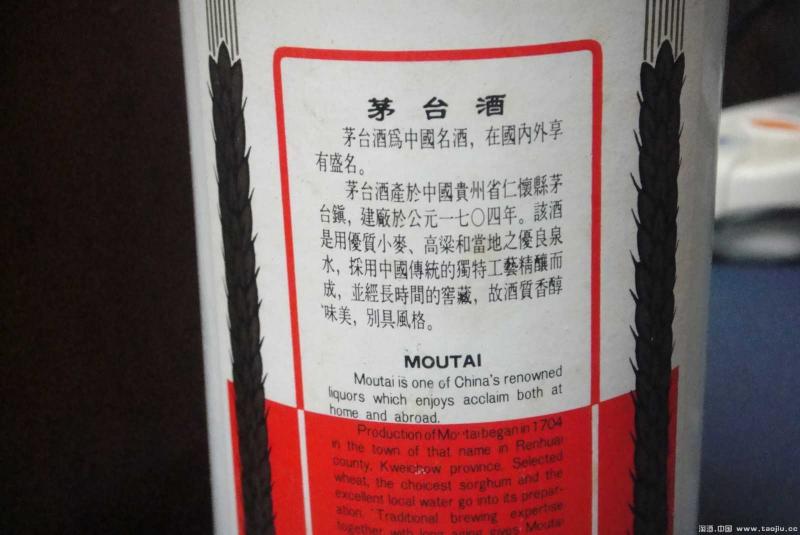 茅台酒
茅台酒爲中國名酒，在國內外享
有盛名。
茅台酒產於中國貴州省仁懷縣茅
台鎭，建廠於公元一七〇四年。該酒
是用優質小麥、高粱和當地之優良泉
水，採用中國傳統的獨特工藝精釀而
成，並經長時間的窖藏，故酒質香醇
味美，別具風格。
MOUTAI
Moutai is one of China's renowned
liquors which enjoys acclaim both at
home and abroad.
Production of Moutai began in 1704
in the town of that name in Renhuai
county, Kweichow province. Selected
wheat, the choicest sorghum and the
excellent local water go into its prepar-
ation. Traditional brewing expertise
together with long aging gives Moutai
淘酒.中国 www.taojiu.cc